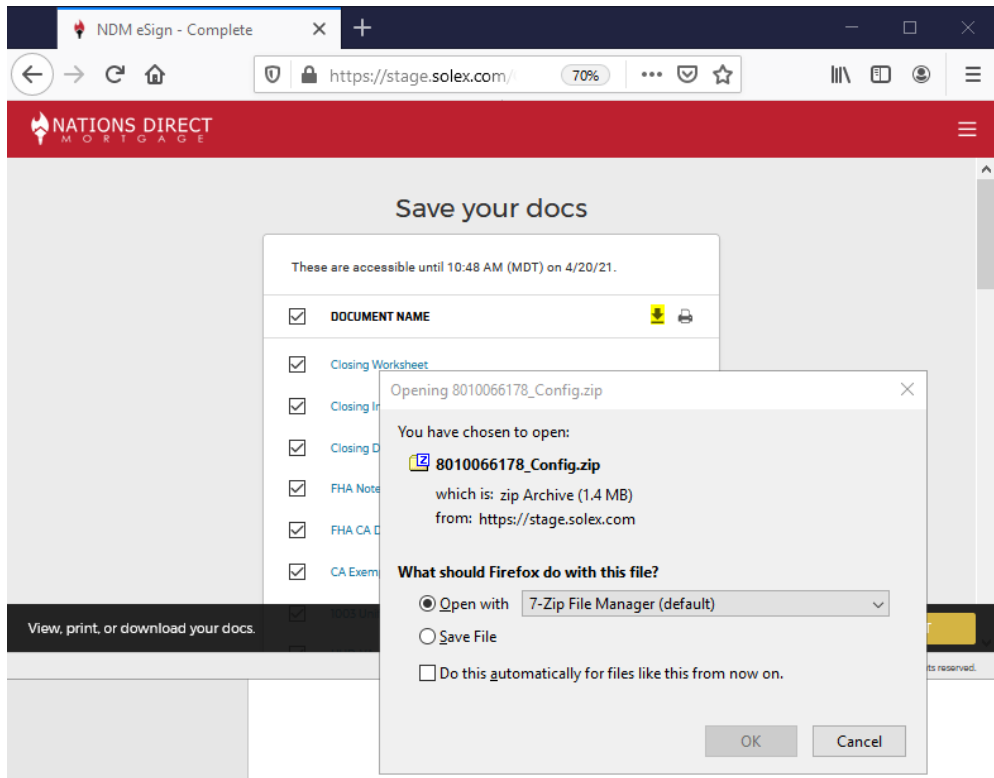 NDM eSign - Complete
https://stage.solex.com/
70%
NATIONS DIRECT
MORTGAGE
Save your docs
These are accessible until 10:48 AM (MDT) on 4/20/21.
DOCUMENT NAME
Closing Worksheet
Closing
Closing
FHA Note
FHA CA
CA
View, print, or download your docs.
reserved.
Opening 8010066178_Config.zip
You have chosen to open:
8010066178_Config.zip
which is: zip Archive (1.4 MB)
from: https://stage.solex.com
What should Firefox do with this file?
Open with 7-Zip File Manager (default)
Save File
Do this automatically for files like this from now on.
OK Cancel